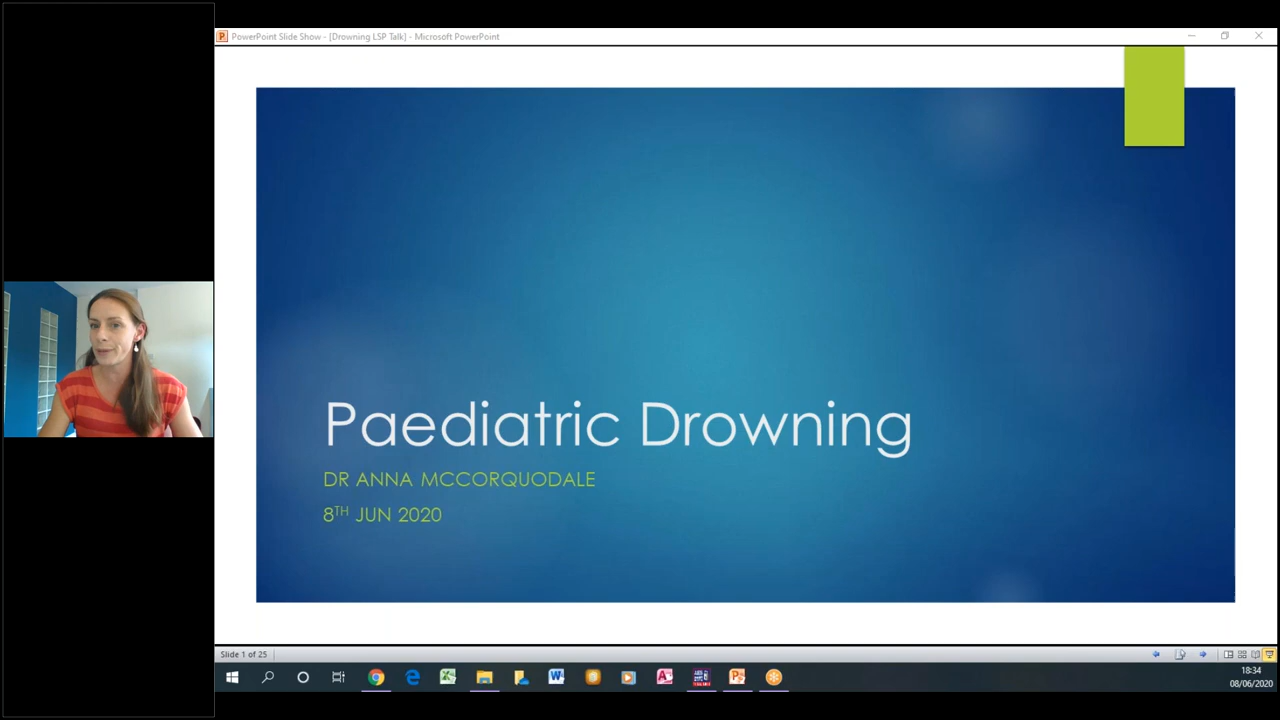 PowerPoint Slide Show - [Drowning LSP Talk] - Microsoft PowerPoint
Paediatric Drowning
DR ANNA MCCORQUODALE
8TH JUN 2020
Slide 1 of 25
18:34
08/06/2020